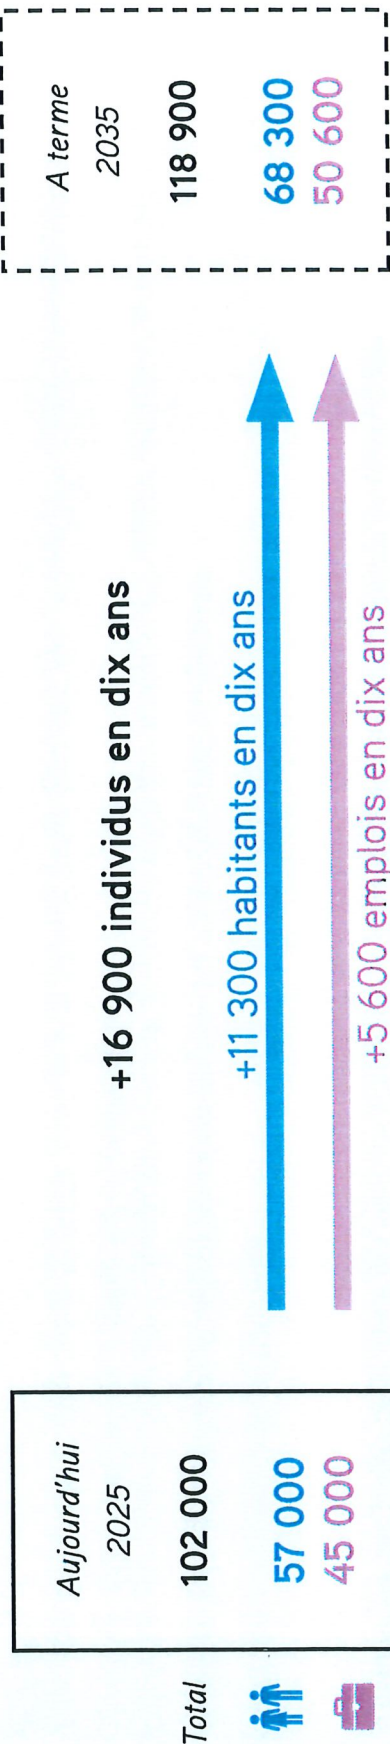 Aujourd'hui
2025
A terme
2035
Total
102 000
+16 900 individus en dix ans
118 900
57 000
+11 300 habitants en dix ans
68 300
45 000
+5 600 emplois en dix ans
50 600